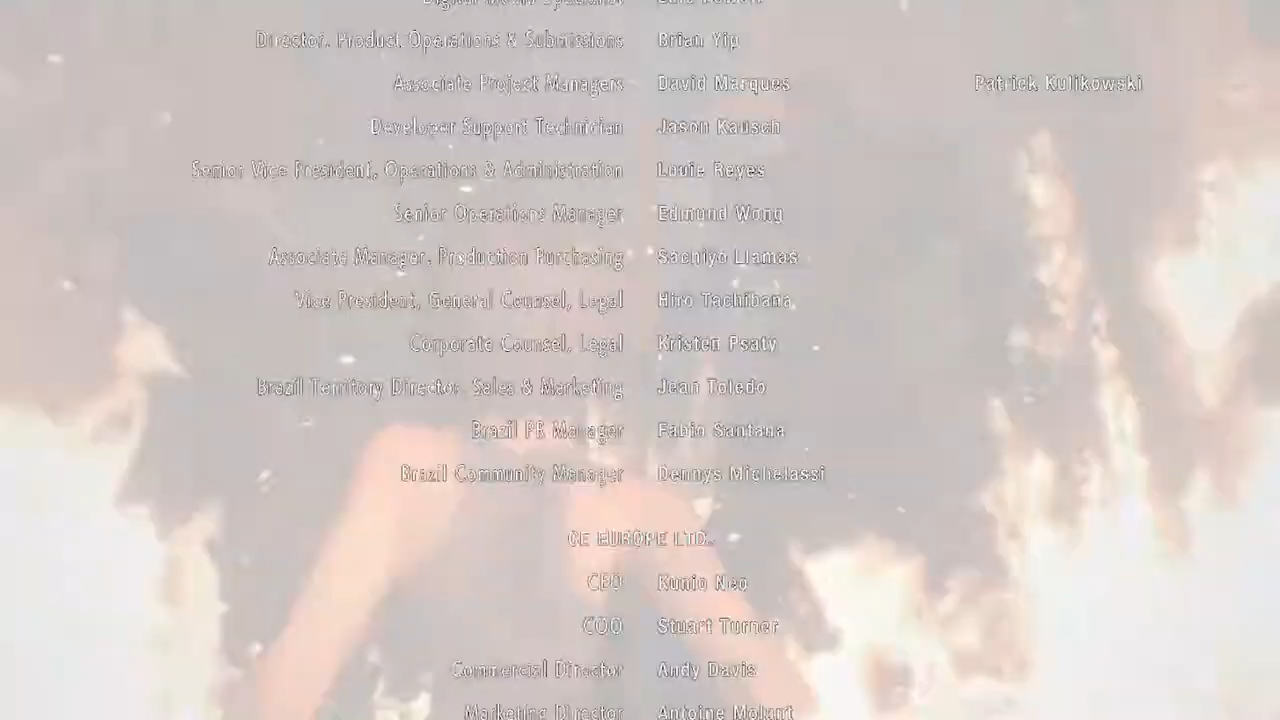 Director, Product Operations & Submissions Brian Yip
Associate Project Managers David Marques Patrick Kulikowski
Developer Support Technician Jason Kausch
Senior Vice President, Operations & Administration Louie Reyes
Senior Operations Manager Edmund Wong
Associate Manager, Production Purchasing Sachiyo Llamas
Vice President, General Counsel, Legal Hiro Tachibana
Corporate Counsel, Legal Kristen Psaty
Brazil Territory Director, Sales & Marketing Jean Toledo
Brazil PR Manager Fabio Santana
Brazil Community Manager Dennys Michelassi
CE EUROPE LTD.
CEO Kunio Neo
COO Stuart Turner
Commercial Director Andy Davis
Marketing Director Antoine Molant